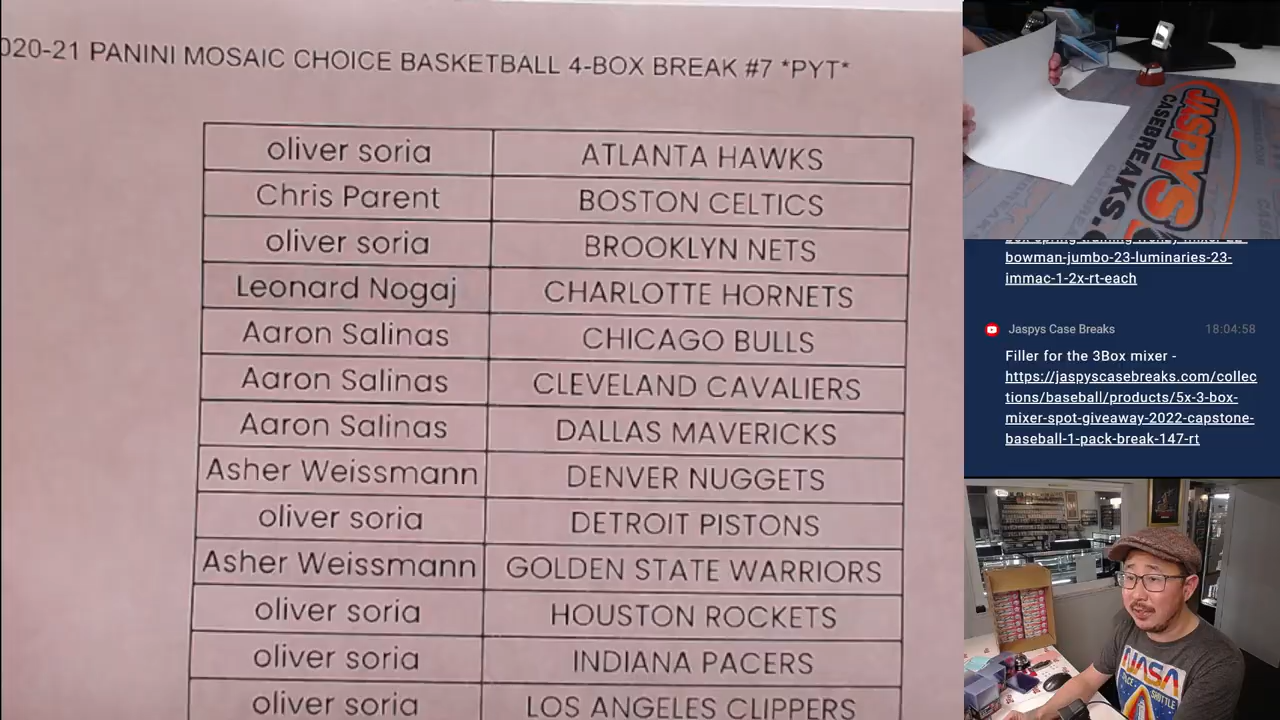 020-21 PANINI MOSAIC CHOICE BASKETBALL 4-BOX BREAK #7 *PYT*
oliver soria ATLANTA HAWKS
Chris Parent BOSTON CELTICS
oliver soria BROOKLYN NETS
Leonard Nogaj CHARLOTTE HORNETS
Aaron Salinas CHICAGO BULLS
Aaron Salinas CLEVELAND CAVALIERS
Aaron Salinas DALLAS MAVERICKS
Asher Weissmann DENVER NUGGETS
oliver soria DETROIT PISTONS
Asher Weissmann GOLDEN STATE WARRIORS
oliver soria HOUSTON ROCKETS
oliver soria INDIANA PACERS
oliver soria LOS ANGELES CLIPPERS
JASPYS
CASEBREAKS.
bowman-jumbo-23-luminaries-23-
immac-1-2x-rt-each
Jaspys Case Breaks 18:04:58
Filler for the 3Box mixer -
https://jaspyscasebreaks.com/collec
tions/baseball/products/5x-3-box-
mixer-spot-giveaway-2022-capstone-
baseball-1-pack-break-147-rt
NASA
SPACE SHUTTLE